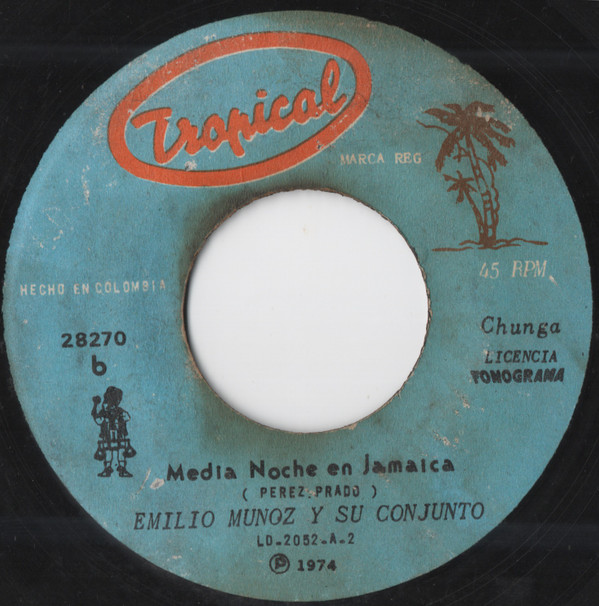 Tropical
MARCA REG
45 RPM
HECHO EN COLOMBIA
28270
b
Chunga
LICENCIA
FONOGRAMA
Media Noche en Jamaica
( PEREZ PRADO )
EMILIO MUNOZ Y SU CONJUNTO
LD-2052-A-2
Ⓟ 1974